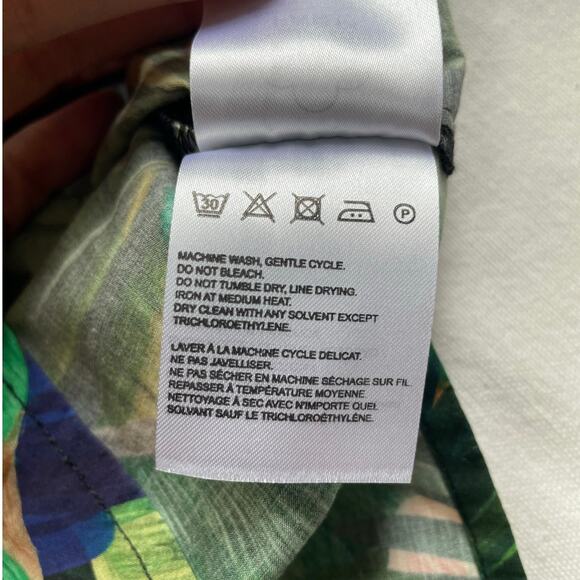 30 P
MACHINE WASH, GENTLE CYCLE.
DO NOT BLEACH.
DO NOT TUMBLE DRY, LINE DRYING.
IRON AT MEDIUM HEAT.
DRY CLEAN WITH ANY SOLVENT EXCEPT
TRICHLOROETHYLENE.
LAVER À LA MACHINE CYCLE DELICAT.
NE PAS JAVELLISER.
NE PAS SÉCHER EN MACHINE SÉCHAGE SUR FIL
REPASSER À TEMPÉRATURE MOYENNE
NETTOYAGE À SEC AVEC N'IMPORTE QUEL
SOLVANT SAUF LE TRICHLOROÉTHYLÈNE.